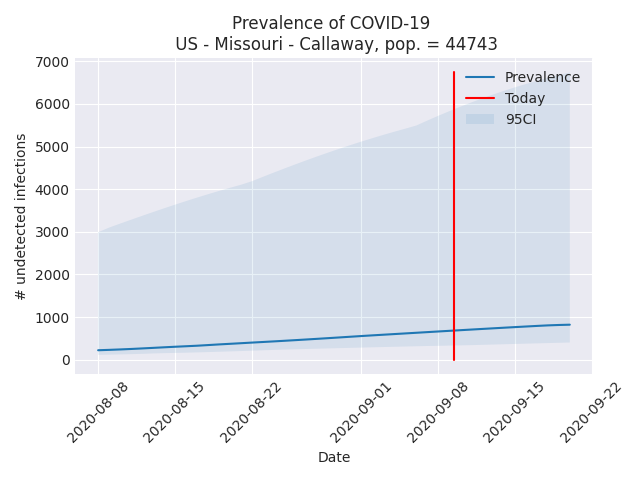 Prevalence of COVID-19
US - Missouri - Callaway, pop. = 44743
7000
6000
5000
4000
3000
2000
1000
0
# undetected infections
Prevalence
Today
95CI
2020-08-08
2020-08-15
2020-08-22
2020-09-01
2020-09-08
2020-09-15
2020-09-22
Date